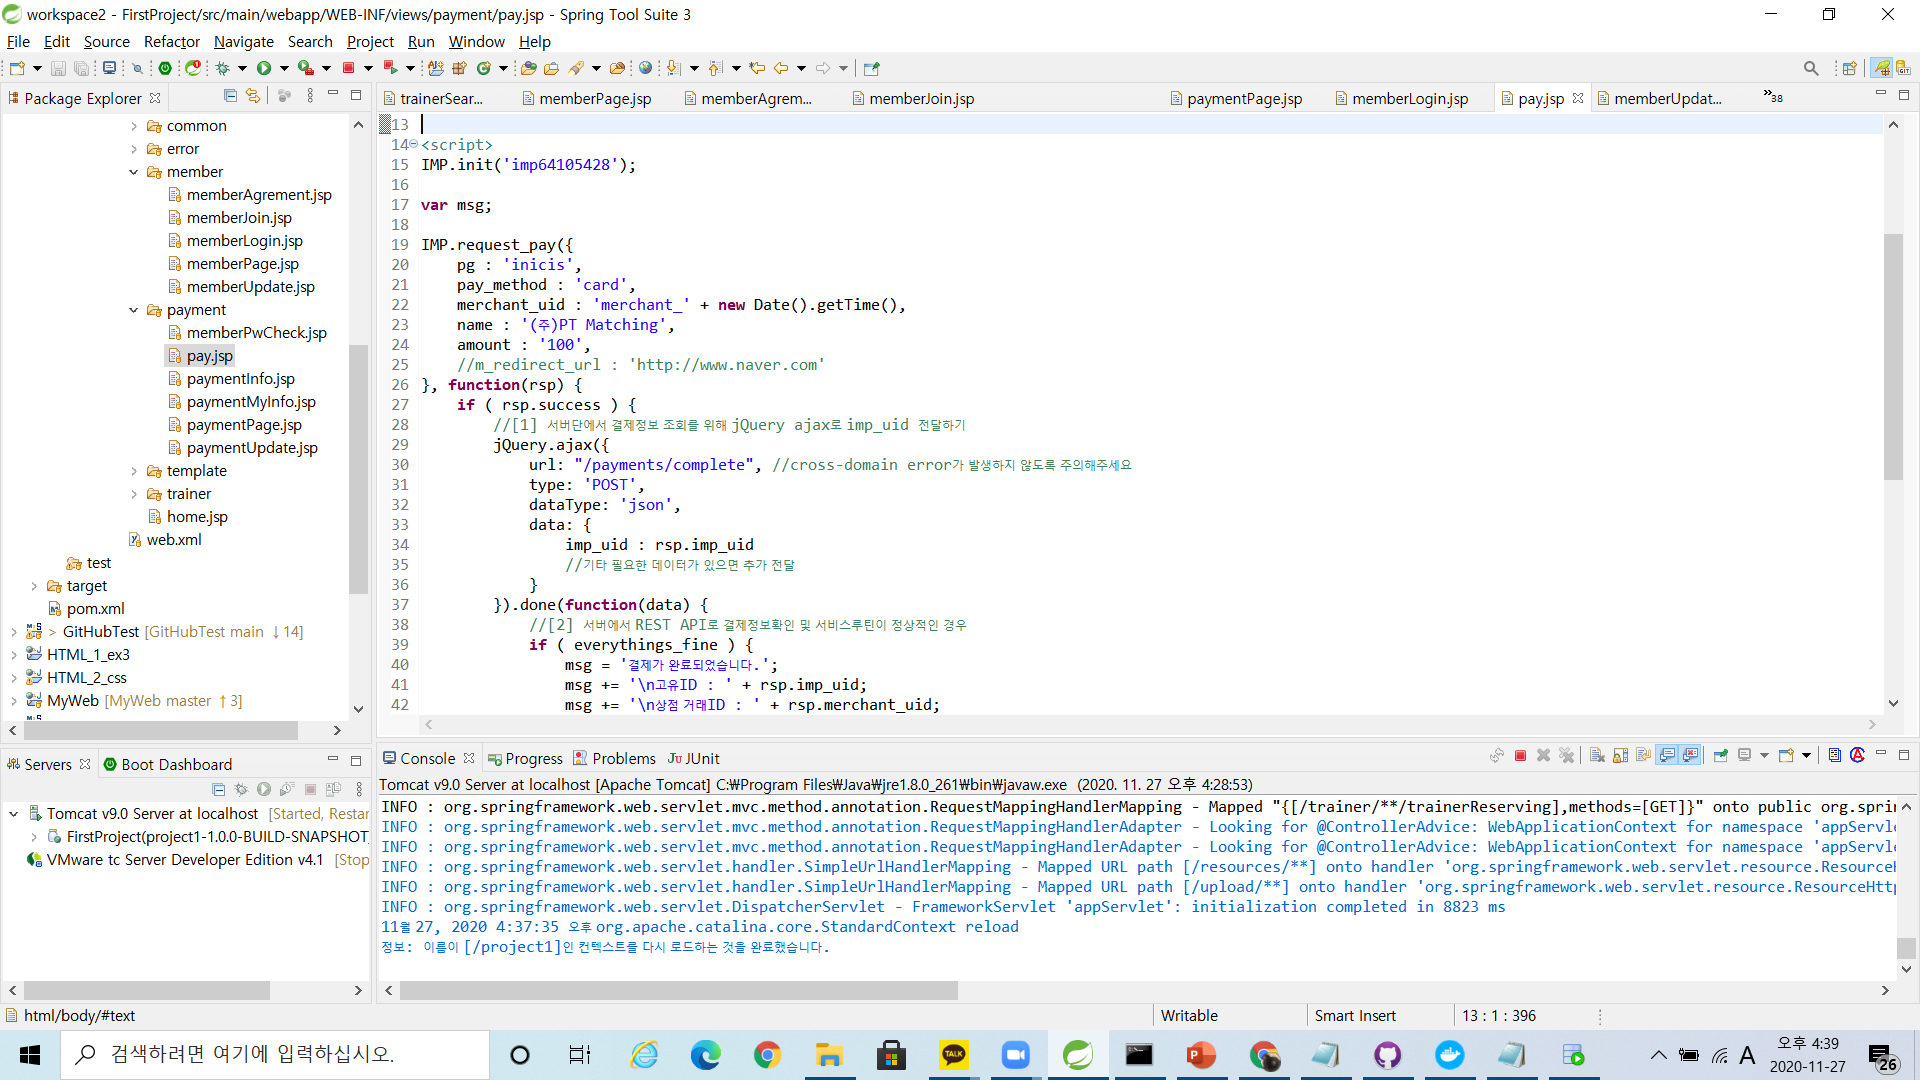 workspace2 - FirstProject/src/main/webapp/WEB-INF/views/payment/pay.jsp - Spring Tool Suite 3
File Edit Source Refactor Navigate Search Project Run Window Help
Package Explorer
trainerSear... memberPage.jsp memberAgrem... memberJoin.jsp paymentPage.jsp memberLogin.jsp pay.jsp memberUpdat... »38
common
error
member
memberAgrement.jsp
memberJoin.jsp
memberLogin.jsp
memberPage.jsp
memberUpdate.jsp
payment
memberPwCheck.jsp
pay.jsp
paymentInfo.jsp
paymentMyInfo.jsp
paymentPage.jsp
paymentUpdate.jsp
template
trainer
home.jsp
web.xml
test
target
pom.xml
> GitHubTest [GitHubTest main ↓14]
HTML_1_ex3
HTML_2_css
MyWeb [MyWeb master ↑3]
13
14 <script>
15 IMP.init('imp64105428');
16
17 var msg;
18
19 IMP.request_pay({
20 pg : 'inicis',
21 pay_method : 'card',
22 merchant_uid : 'merchant_' + new Date().getTime(),
23 name : '(주)PT Matching',
24 amount : '100',
25 //m_redirect_url : 'http://www.naver.com'
26 }, function(rsp) {
27 if ( rsp.success ) {
28 //[1] 서버단에서 결제정보 조회를 위해 jQuery ajax로 imp_uid 전달하기
29 jQuery.ajax({
30 url: "/payments/complete", //cross-domain error가 발생하지 않도록 주의해주세요
31 type: 'POST',
32 dataType: 'json',
33 data: {
34 imp_uid : rsp.imp_uid
35 //기타 필요한 데이터가 있으면 추가 전달
36 }
37 }).done(function(data) {
38 //[2] 서버에서 REST API로 결제정보확인 및 서비스루틴이 정상적인 경우
39 if ( everythings_fine ) {
40 msg = '결제가 완료되었습니다.';
41 msg += '\n고유ID : ' + rsp.imp_uid;
42 msg += '\n상점 거래ID : ' + rsp.merchant_uid;
Servers Boot Dashboard
Tomcat v9.0 Server at localhost [Started, Restar
FirstProject(project1-1.0.0-BUILD-SNAPSHOT
VMware tc Server Developer Edition v4.1 [Stop
Console Progress Problems JUnit
Tomcat v9.0 Server at localhost [Apache Tomcat] C:₩Program Files₩Java₩jre1.8.0_261₩bin₩javaw.exe (2020. 11. 27 오후 4:28:53)
INFO : org.springframework.web.servlet.mvc.method.annotation.RequestMappingHandlerMapping - Mapped "{[/trainer/**/trainerReserving],methods=[GET]}" onto public org.spri
INFO : org.springframework.web.servlet.mvc.method.annotation.RequestMappingHandlerAdapter - Looking for @ControllerAdvice: WebApplicationContext for namespace 'appServle
INFO : org.springframework.web.servlet.mvc.method.annotation.RequestMappingHandlerAdapter - Looking for @ControllerAdvice: WebApplicationContext for namespace 'appServle
INFO : org.springframework.web.servlet.handler.SimpleUrlHandlerMapping - Mapped URL path [/resources/**] onto handler 'org.springframework.web.servlet.resource.ResourceH
INFO : org.springframework.web.servlet.handler.SimpleUrlHandlerMapping - Mapped URL path [/upload/**] onto handler 'org.springframework.web.servlet.resource.ResourceHttp
INFO : org.springframework.web.servlet.DispatcherServlet - FrameworkServlet 'appServlet': initialization completed in 8823 ms
11월 27, 2020 4:37:35 오후 org.apache.catalina.core.StandardContext reload
정보: 이름이 [/project1]인 컨텍스트를 다시 로드하는 것을 완료했습니다.
html/body/#text Writable Smart Insert 13 : 1 : 396
검색하려면 여기에 입력하십시오.
TALK
A
오후 4:39
2020-11-27
26